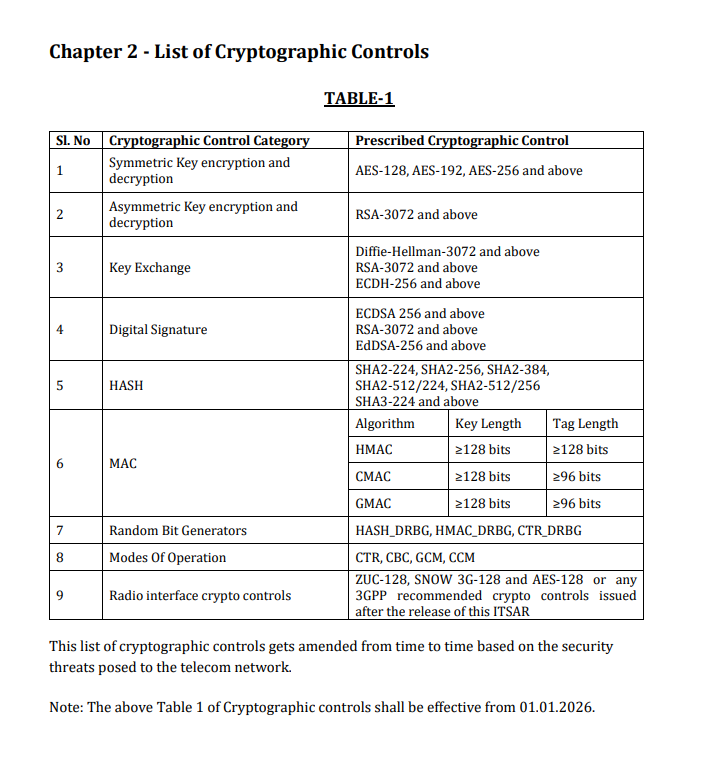 Chapter 2 - List of Cryptographic Controls
TABLE-1
Sl. No Cryptographic Control Category Prescribed Cryptographic Control
1 Symmetric Key encryption and decryption AES-128, AES-192, AES-256 and above
2 Asymmetric Key encryption and decryption RSA-3072 and above
3 Key Exchange Diffie-Hellman-3072 and above
RSA-3072 and above
ECDH-256 and above
4 Digital Signature ECDSA 256 and above
RSA-3072 and above
EdDSA-256 and above
5 HASH SHA2-224, SHA2-256, SHA2-384,
SHA2-512/224, SHA2-512/256
SHA3-224 and above
6 MAC Algorithm Key Length Tag Length
HMAC ≥128 bits ≥128 bits
CMAC ≥128 bits ≥96 bits
GMAC ≥128 bits ≥96 bits
7 Random Bit Generators HASH_DRBG, HMAC_DRBG, CTR_DRBG
8 Modes Of Operation CTR, CBC, GCM, CCM
9 Radio interface crypto controls ZUC-128, SNOW 3G-128 and AES-128 or any
3GPP recommended crypto controls issued
after the release of this ITSAR
This list of cryptographic controls gets amended from time to time based on the security
threats posed to the telecom network.
Note: The above Table 1 of Cryptographic controls shall be effective from 01.01.2026.